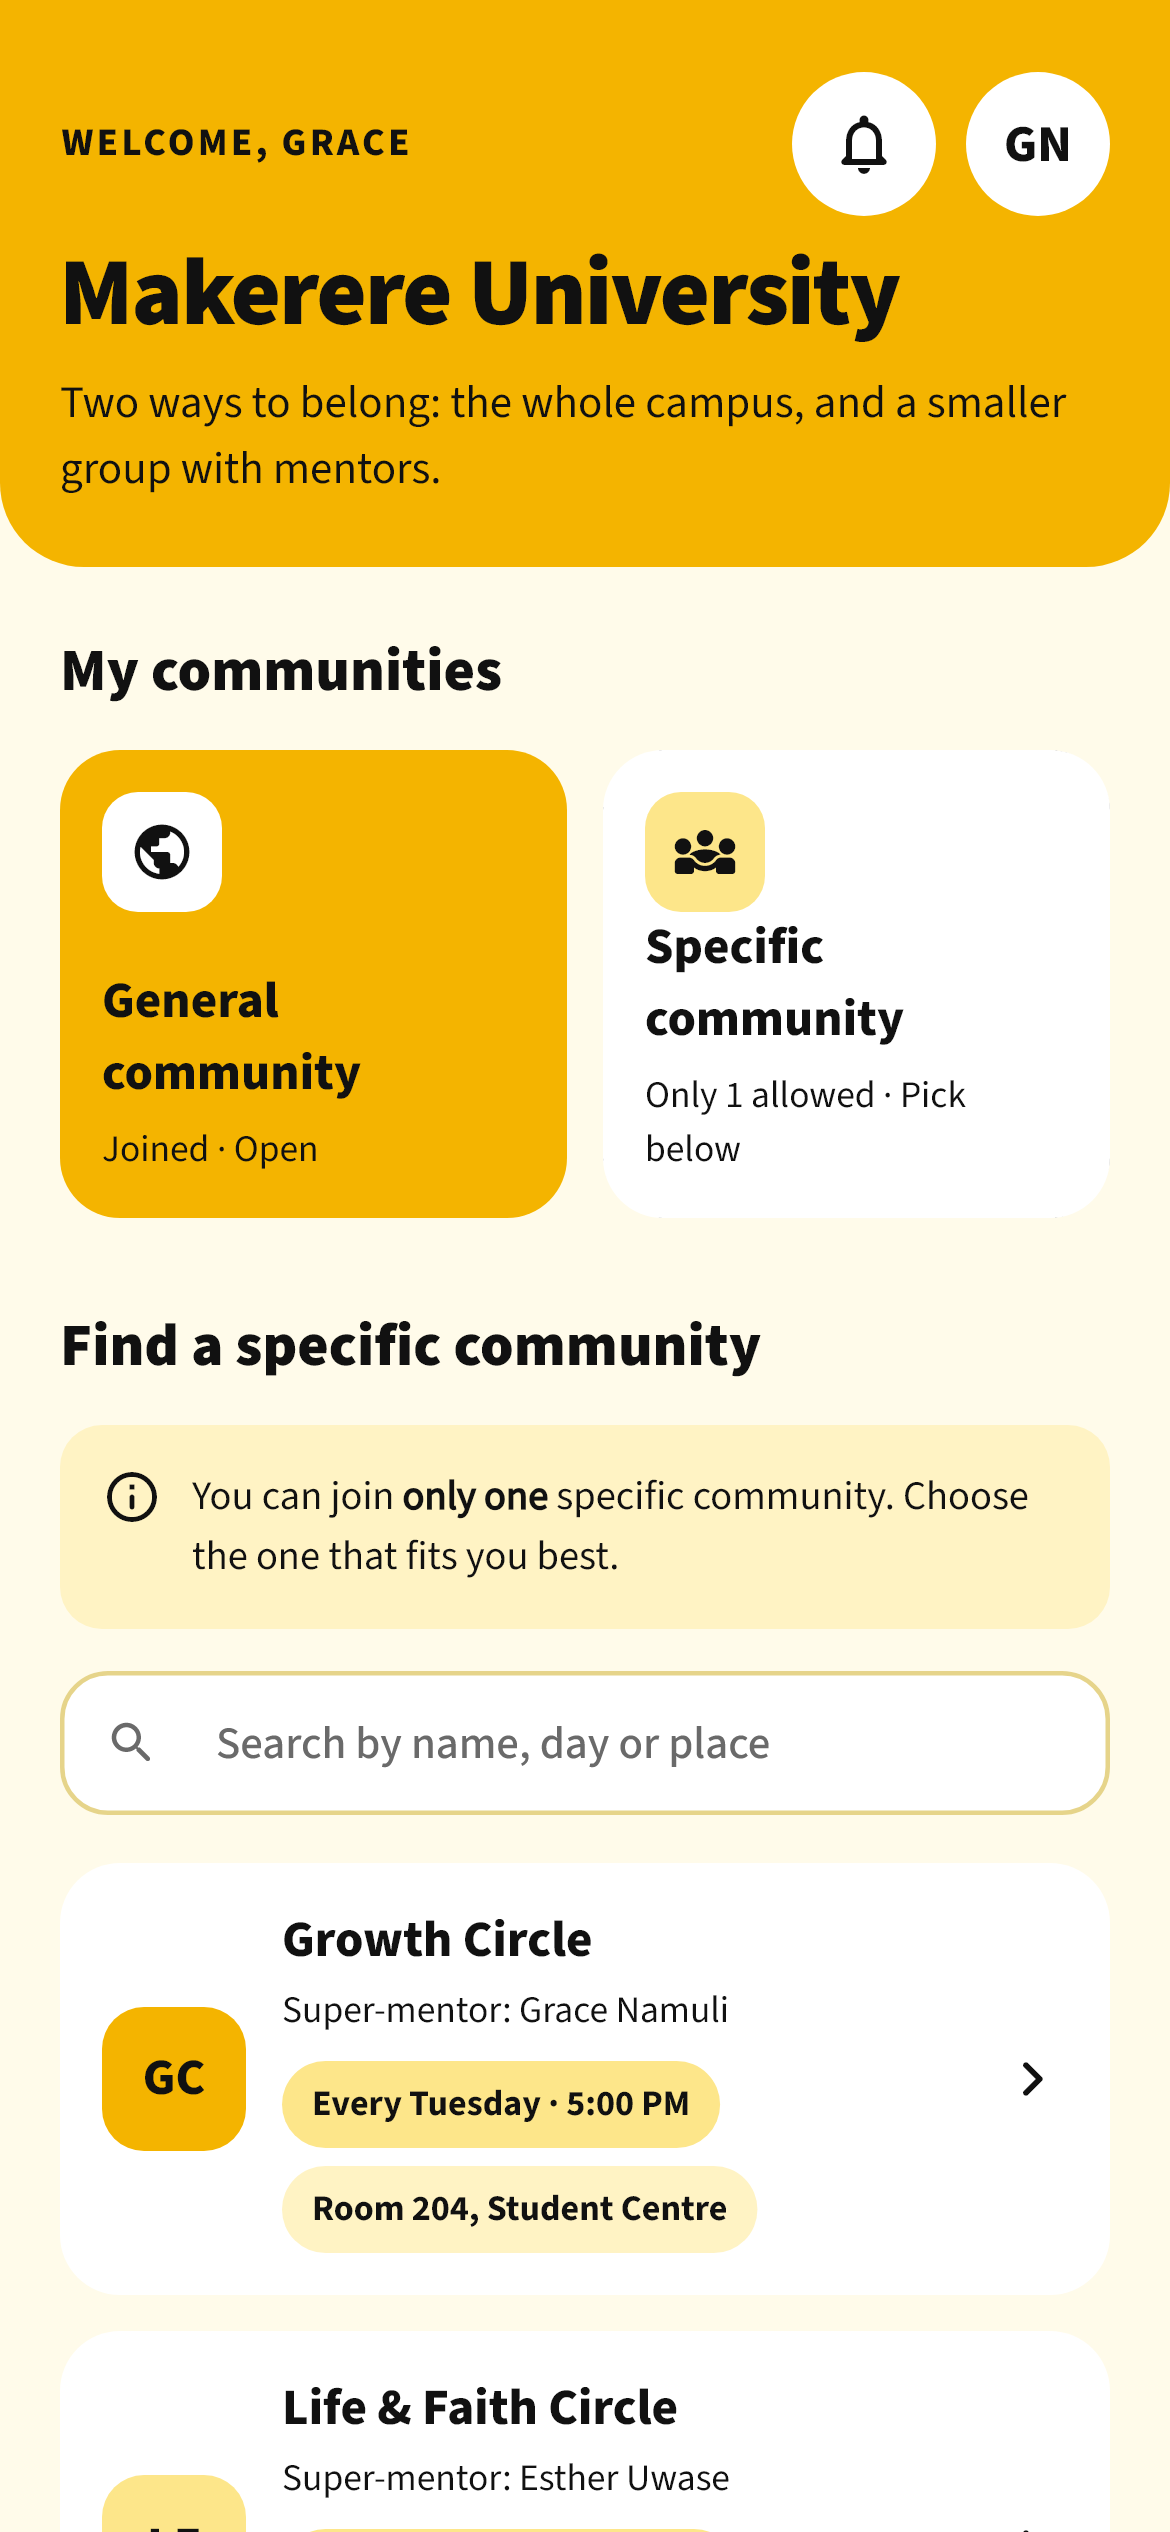 WELCOME, GRACE
GN
Makerere University
Two ways to belong: the whole campus, and a smaller
group with mentors.
My communities
General
community
Joined · Open
Specific
community
Only 1 allowed · Pick
below
Find a specific community
You can join only one specific community. Choose
the one that fits you best.
Search by name, day or place
Growth Circle
Super-mentor: Grace Namuli
GC
Every Tuesday · 5:00 PM
Room 204, Student Centre
Life & Faith Circle
Super-mentor: Esther Uwase